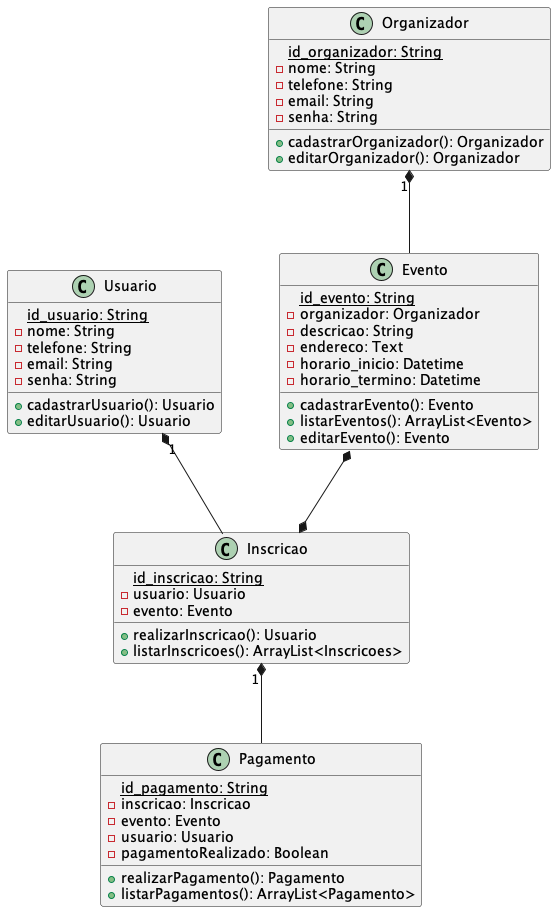 C Organizador
id_organizador: String
nome: String
telefone: String
email: String
senha: String
cadastrarOrganizador(): Organizador
editarOrganizador(): Organizador
1
C Usuario
id_usuario: String
nome: String
telefone: String
email: String
senha: String
cadastrarUsuario(): Usuario
editarUsuario(): Usuario
1
C Evento
id_evento: String
organizador: Organizador
descricao: String
endereco: Text
horario_inicio: Datetime
horario_termino: Datetime
cadastrarEvento(): Evento
listarEventos(): ArrayList<Evento>
editarEvento(): Evento
C Inscricao
id_inscricao: String
usuario: Usuario
evento: Evento
realizarInscricao(): Usuario
listarInscricoes(): ArrayList<Inscricoes>
1
C Pagamento
id_pagamento: String
inscricao: Inscricao
evento: Evento
usuario: Usuario
pagamentoRealizado: Boolean
realizarPagamento(): Pagamento
listarPagamentos(): ArrayList<Pagamento>